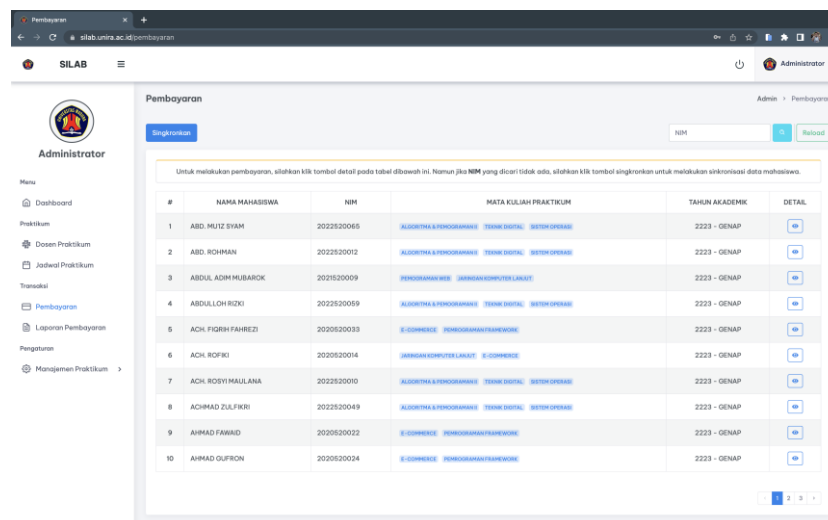 Pembayaran
silab.unira.ac.id/pembayaran
SILAB
Administrator
Pembayaran
Admin > Pembayaran
Singkronkan
NIM
Reload
Administrator
Menu
Dashboard
Praktikum
Dosen Praktikum
Jadwal Praktikum
Transaksi
Pembayaran
Laporan Pembayaran
Pengaturan
Manajemen Praktikum >
Untuk melakukan pembayaran, silahkan klik tombol detail pada tabel dibawah ini. Namun jika NIM yang dicari tidak ada, silahkan klik tombol singkronkan untuk melakukan sinkronisasi data mahasiswa.
# NAMA MAHASISWA NIM MATA KULIAH PRAKTIKUM TAHUN AKADEMIK DETAIL
1 ABD. MU'IZ SYAM 2022520065 ALGORITMA & PEMOGRAMAN II TEKNIK DIGITAL SISTEM OPERASI 2223 - GENAP
2 ABD. ROHMAN 2022520012 ALGORITMA & PEMOGRAMAN II TEKNIK DIGITAL SISTEM OPERASI 2223 - GENAP
3 ABDUL ADIM MUBAROK 2021520009 PEMOGRAMAN WEB JARINGAN KOMPUTER LANJUT 2223 - GENAP
4 ABDULLOH RIZKI 2022520059 ALGORITMA & PEMOGRAMAN II TEKNIK DIGITAL SISTEM OPERASI 2223 - GENAP
5 ACH. FIQRIH FAHREZI 2020520033 E-COMMERCE PEMROGRAMAN FRAMEWORK 2223 - GENAP
6 ACH. ROFIKI 2020520014 JARINGAN KOMPUTER LANJUT E-COMMERCE 2223 - GENAP
7 ACH. ROSYI MAULANA 2022520010 ALGORITMA & PEMOGRAMAN II TEKNIK DIGITAL SISTEM OPERASI 2223 - GENAP
8 ACHMAD ZULFIKRI 2022520049 ALGORITMA & PEMOGRAMAN II TEKNIK DIGITAL SISTEM OPERASI 2223 - GENAP
9 AHMAD FAWAID 2020520022 E-COMMERCE PEMROGRAMAN FRAMEWORK 2223 - GENAP
10 AHMAD GUFRON 2020520024 E-COMMERCE PEMROGRAMAN FRAMEWORK 2223 - GENAP
‹ 1 2 3 ›